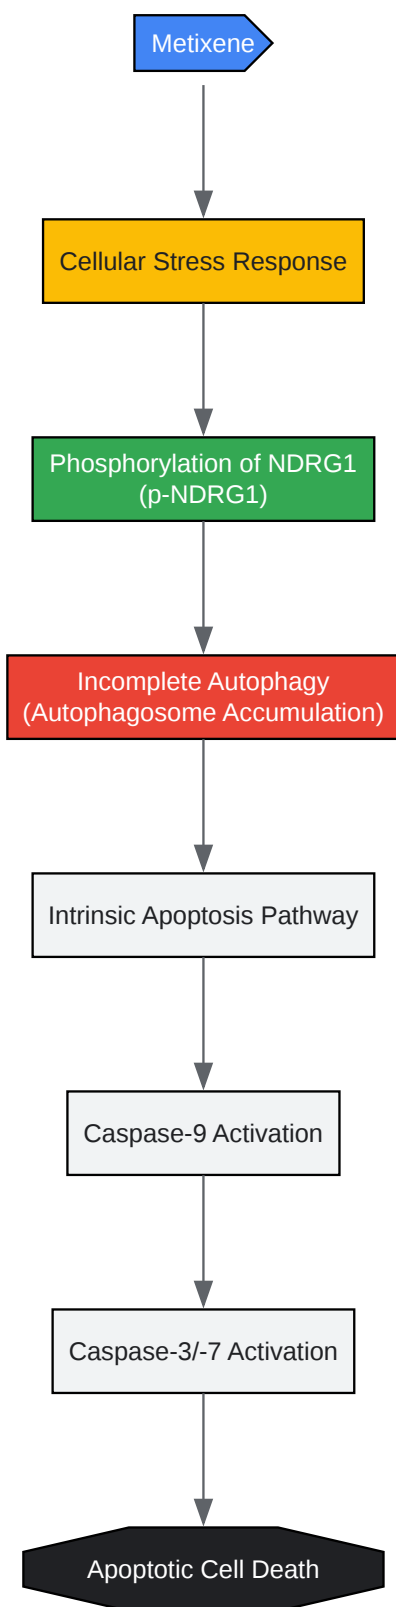 Metixene
Cellular Stress Response
Phosphorylation of NDRG1
(p-NDRG1)
Incomplete Autophagy
(Autophagosome Accumulation)
Intrinsic Apoptosis Pathway
Caspase-9 Activation
Caspase-3/-7 Activation
Apoptotic Cell Death